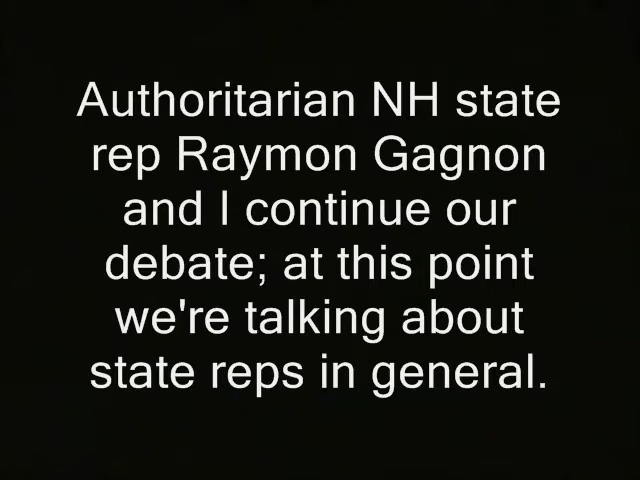 Authoritarian NH state
rep Raymon Gagnon
and I continue our
debate; at this point
we're talking about
state reps in general.